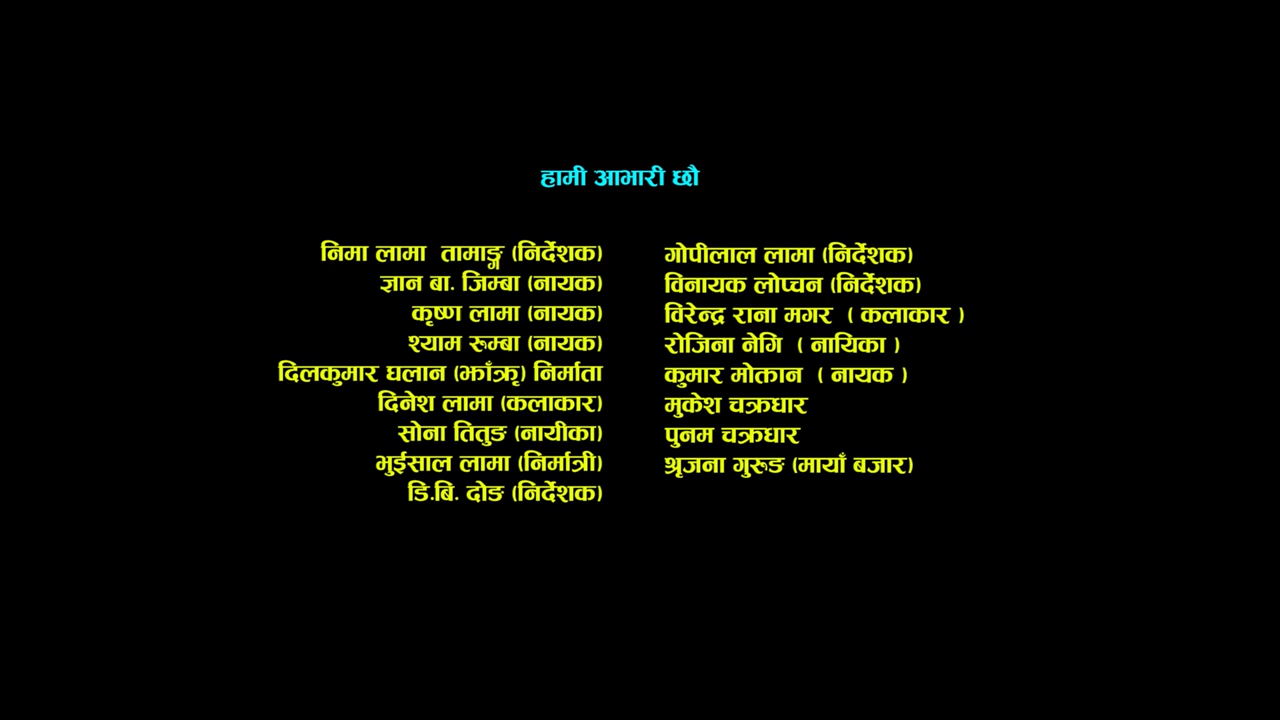 हामी आभारी छौ
निमा लामा तामाङ्ग (निर्देशक)
ज्ञान बा. जिम्बा (नायक)
कृष्ण लामा (नायक)
श्याम रुम्बा (नायक)
दिलकुमार घलान (झाँक्रृ) निर्माता
दिनेश लामा (कलाकार)
सोना तितुङ (नायीका)
भुईसाल लामा (निर्मात्री)
डि.बि. दोङ (निर्देशक)
गोपीलाल लामा (निर्देशक)
विनायक लोप्चन (निर्देशक)
विरेन्द्र राना मगर ( कलाकार )
रोजिना नेगि ( नायिका )
कुमार मोक्तान ( नायक )
मुकेश चक्रधार
पुनम चक्रधार
श्रृजना गुरुङ (मायाँ बजार)